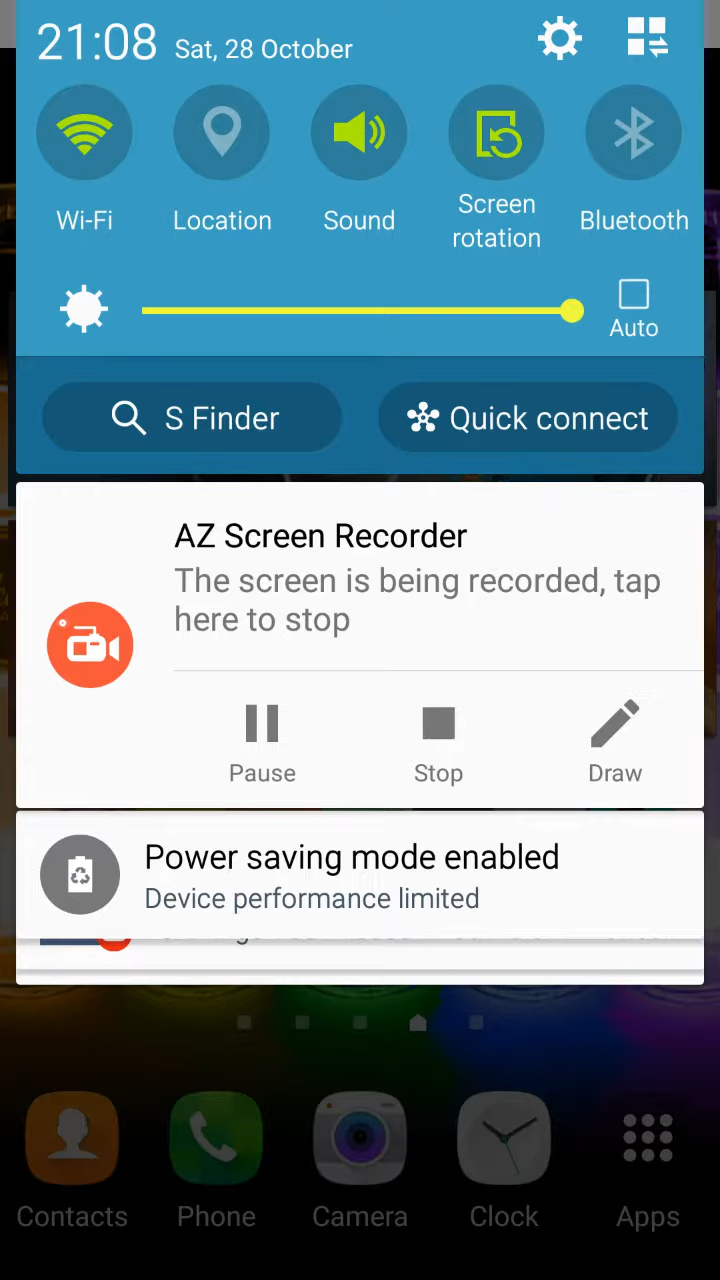 21:08 Sat, 28 October
Wi-Fi Location Sound Screen rotation Bluetooth
Auto
S Finder Quick connect
AZ Screen Recorder
The screen is being recorded, tap
here to stop
Pause Stop Draw
Power saving mode enabled
Device performance limited
Contacts Phone Camera Clock Apps